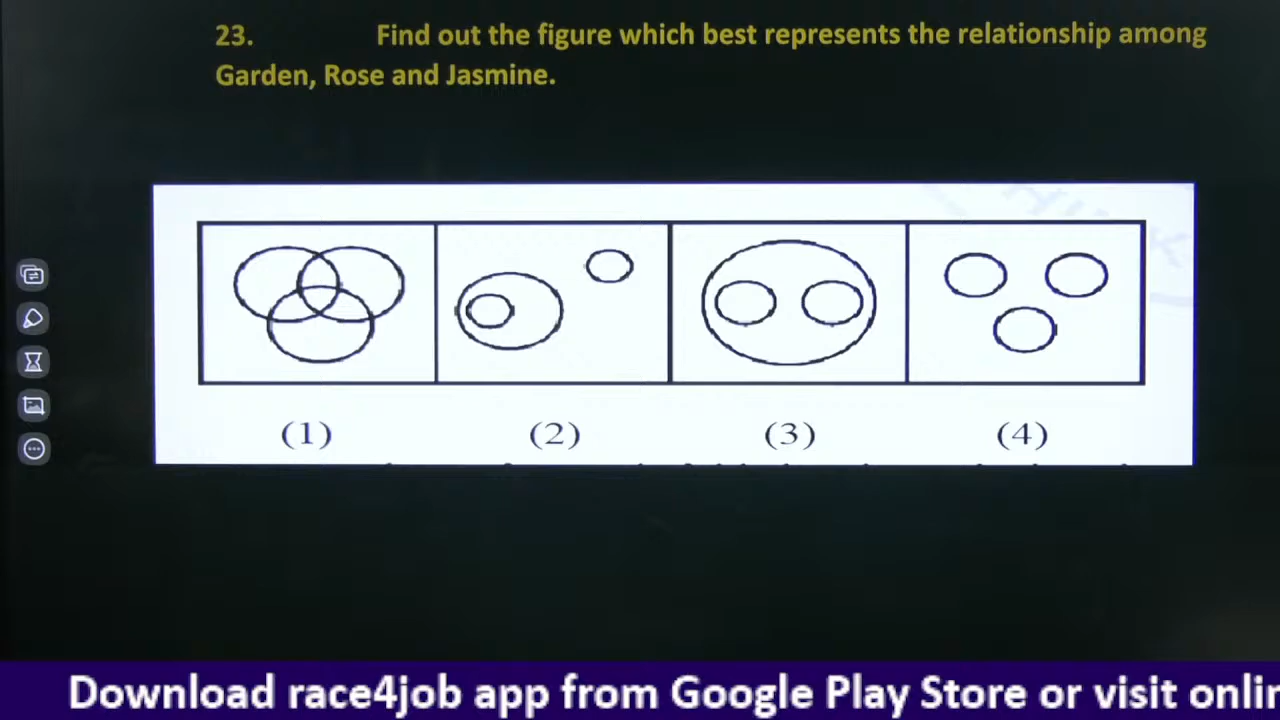 23. Find out the figure which best represents the relationship among
Garden, Rose and Jasmine.
(1) (2) (3) (4)
Download race4job app from Google Play Store or visit onlin